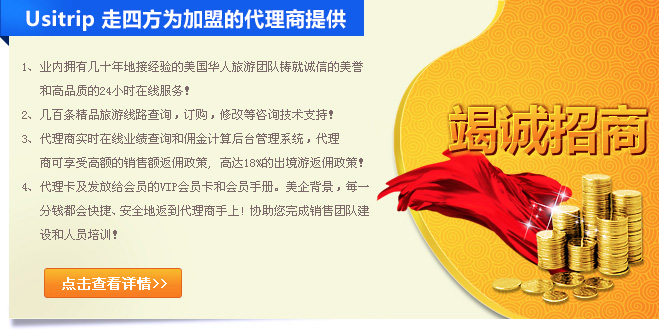 Usitrip 走四方为加盟的代理商提供
1、业内拥有几十年地接经验的美国华人旅游团队铸就诚信的美誉
和高品质的24小时在线服务!
2、几百条精品旅游线路查询，订购，修改等咨询技术支持!
3、代理商实时在线业绩查询和佣金计算后台管理系统，代理
商可享受高额的销售额返佣政策, 高达18%的出境游返佣政策!
4、代理卡及发放给会员的VIP会员卡和会员手册。美企背景，每一
分钱都会快捷、安全地返到代理商手上! 协助您完成销售团队建
设和人员培训!
竭诚招商
点击查看详情>>